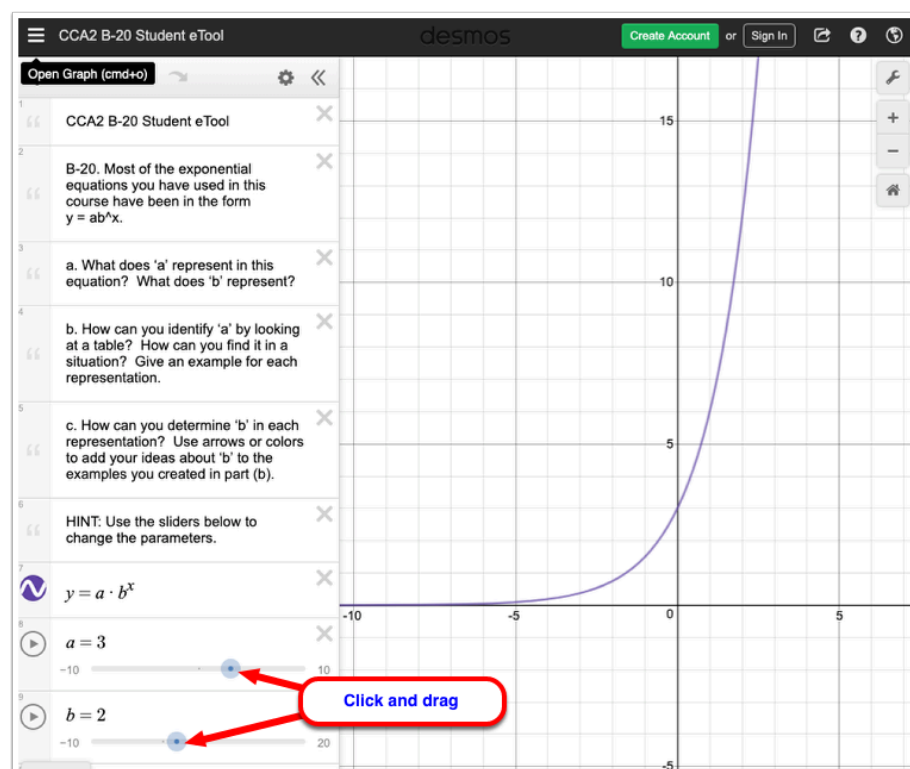 CCA2 B-20 Student eTool
desmos
Create Account or Sign In
Open Graph (cmd+o)
1
CCA2 B-20 Student eTool
2
B-20. Most of the exponential
equations you have used in this
course have been in the form
y = ab^x.
3
a. What does 'a' represent in this
equation? What does 'b' represent?
4
b. How can you identify 'a' by looking
at a table? How can you find it in a
situation? Give an example for each
representation.
5
c. How can you determine 'b' in each
representation? Use arrows or colors
to add your ideas about 'b' to the
examples you created in part (b).
6
HINT: Use the sliders below to
change the parameters.
7
y = a · b^x
8
a = 3
-10 10
9
b = 2
-10 20
Click and drag
15
10
5
-10 -5 0 5
-5